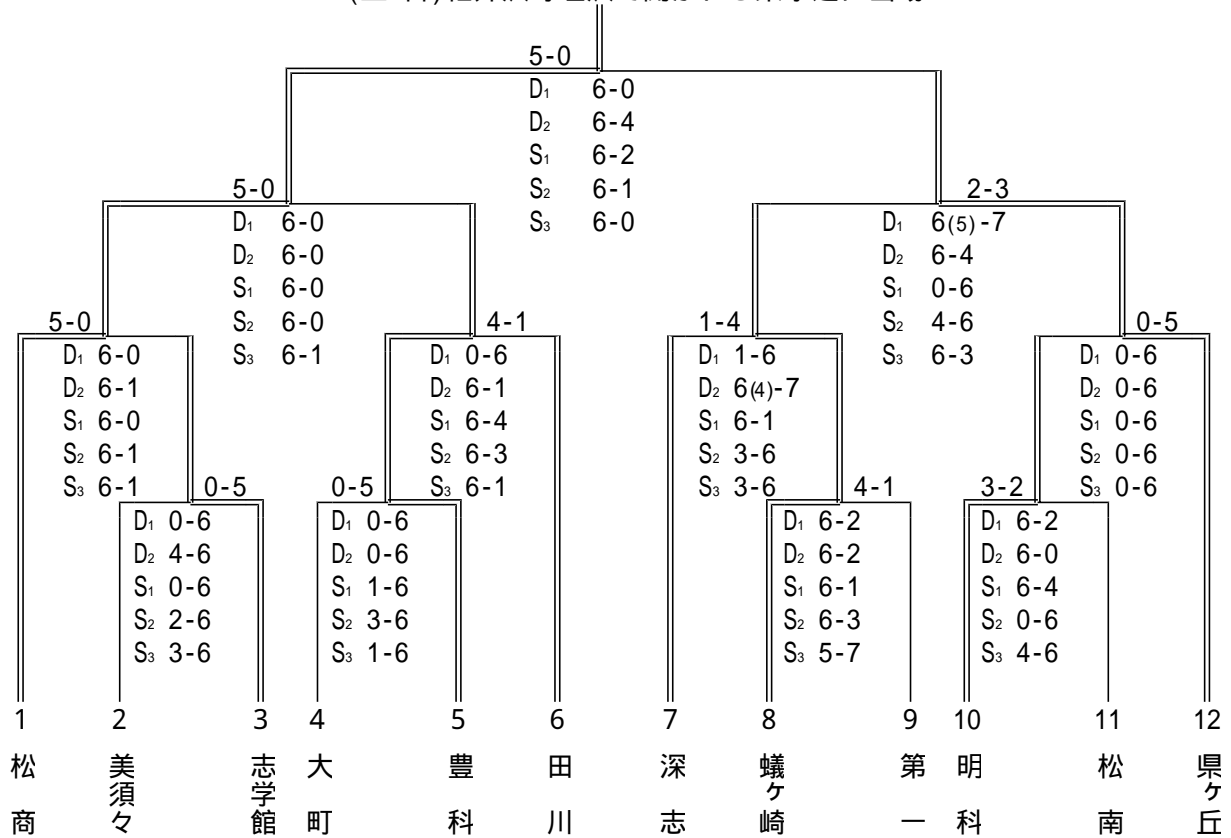 5-0
D₁ 6-0
D₂ 6-4
S₁ 6-2
S₂ 6-1
S₃ 6-0
5-0
D₁ 6-0
D₂ 6-0
S₁ 6-0
S₂ 6-0
S₃ 6-1
2-3
D₁ 6(5)-7
D₂ 6-4
S₁ 0-6
S₂ 4-6
S₃ 6-3
5-0
D₁ 6-0
D₂ 6-1
S₁ 6-0
S₂ 6-1
S₃ 6-1
4-1
D₁ 0-6
D₂ 6-1
S₁ 6-4
S₂ 6-3
S₃ 6-1
1-4
D₁ 1-6
D₂ 6(4)-7
S₁ 6-1
S₂ 3-6
S₃ 3-6
0-5
D₁ 0-6
D₂ 0-6
S₁ 0-6
S₂ 0-6
S₃ 0-6
0-5
D₁ 0-6
D₂ 4-6
S₁ 0-6
S₂ 2-6
S₃ 3-6
0-5
D₁ 0-6
D₂ 0-6
S₁ 1-6
S₂ 3-6
S₃ 1-6
4-1
D₁ 6-2
D₂ 6-2
S₁ 6-1
S₂ 6-3
S₃ 5-7
3-2
D₁ 6-2
D₂ 6-0
S₁ 6-4
S₂ 0-6
S₃ 4-6
1 2 3 4 5 6 7 8 9 10 11 12
松商
美須々
志学館
大町
豊科
田川
深志
蟻ヶ崎
第一
明科
松南
県ヶ丘